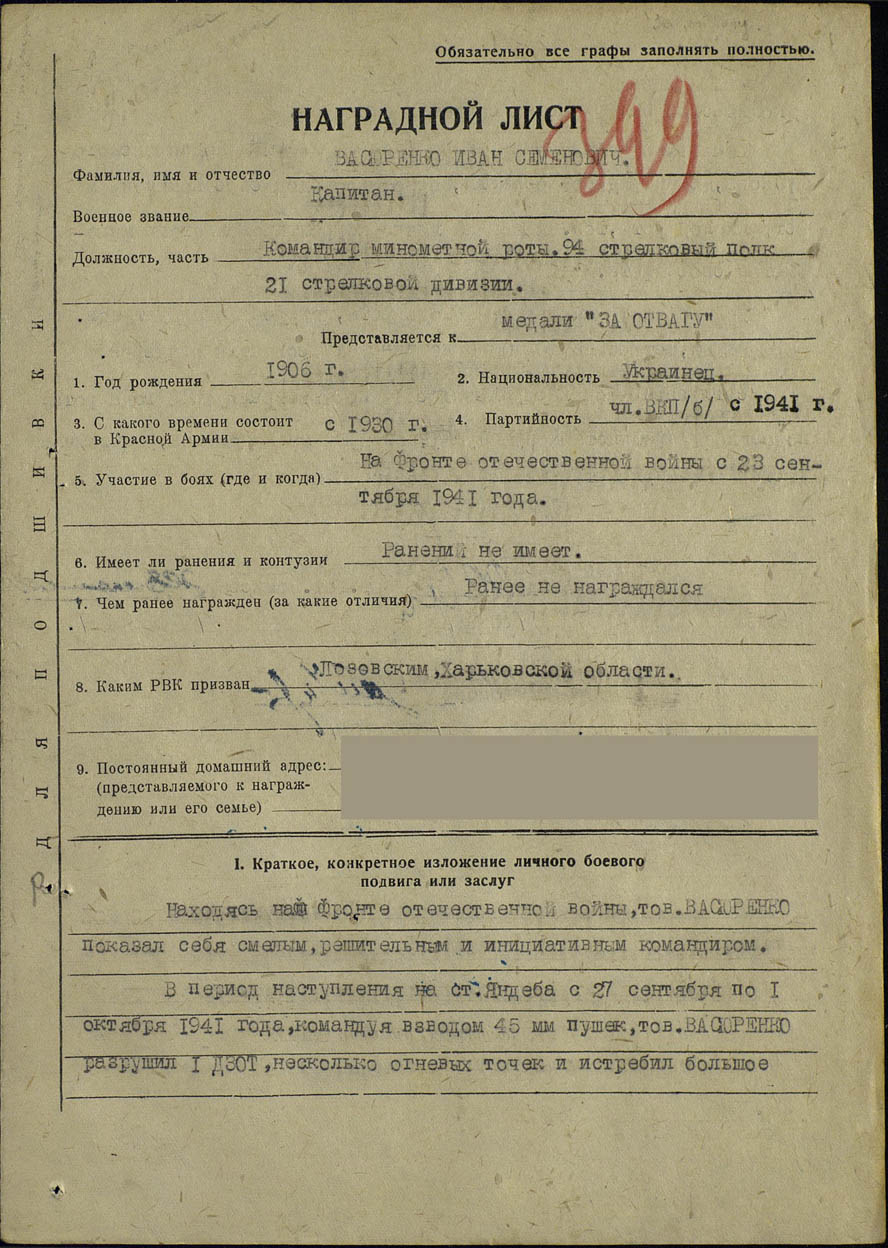 Обязательно все графы заполнять полностью.
НАГРАДНОЙ ЛИСТ
349
Фамилия, имя и отчество ВАСЮРЕНКО ИВАН СЕМЕНОВИЧ.
Военное звание Капитан.
Должность, часть Командир минометной роты.94 стрелковый полк
21 стрелковой дивизии.
Представляется к медали "ЗА ОТВАГУ"
1. Год рождения 1906 г. 2. Национальность Украинец.
3. С какого времени состоит в Красной Армии с 1930 г. 4. Партийность чл.ВКП/б/ с 1941 г.
5. Участие в боях (где и когда) На Фронте отечественной войны с 23 сен-
тября 1941 года.
6. Имеет ли ранения и контузии Ранений не имеет.
7. Чем ранее награжден (за какие отличия) Ранее не награждался
8. Каким РВК призван Лозовским,Харьковской области.
9. Постоянный домашний адрес:
(представляемого к награж-
дению или его семье)
I. Краткое, конкретное изложение личного боевого
подвига или заслуг
Находясь на Фронте отечественной войны,тов.ВАСЮРЕНКО
показал себя смелым,решительным и инициативным командиром.
В период наступления на ст.Яндеба с 27 сентября по I
октября 1941 года,командуя взводом 45 мм пушек,тов.ВАСЮРЕНКО
разрушил I ДЗОТ,несколько огневых точек и истребил большое
ДЛЯ ПОДШИВКИ